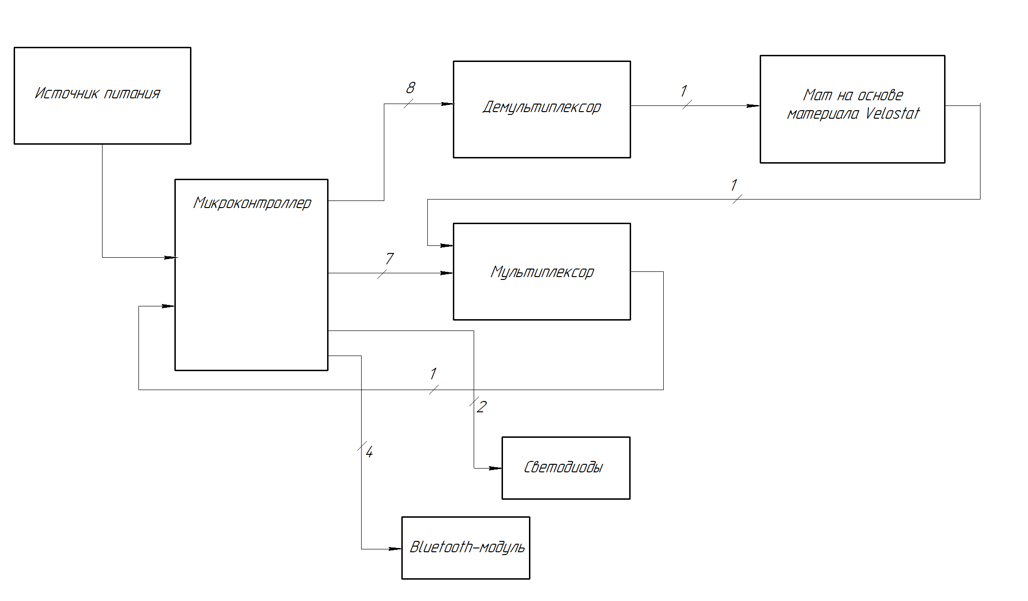 Источник питания
8
Демультиплексор
1
Мат на основе
материала Velostat
Микроконтроллер
1
7
Мультиплексор
1
2
4
Светодиоды
Bluetooth-модуль